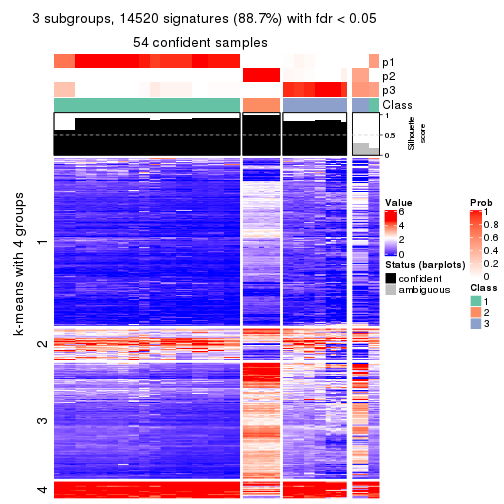 3 subgroups, 14520 signatures (88.7%) with fdr < 0.05
54 confident samples
p1
p2
p3
Class
1
0.5
0
Silhouette
score
k-means with 4 groups
1
2
3
4
Value
6
4
2
0
Status (barplots)
confident
ambiguous
Prob
1
0.8
0.6
0.4
0.2
0
Class
1
2
3